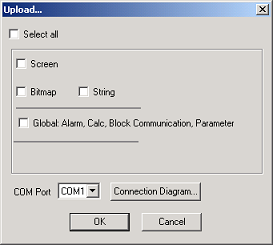 Upload...
Select all
Screen
Bitmap String
Global: Alarm, Calc, Block Communication, Parameter
COM Port COM1 Connection Diagram...
OK Cancel